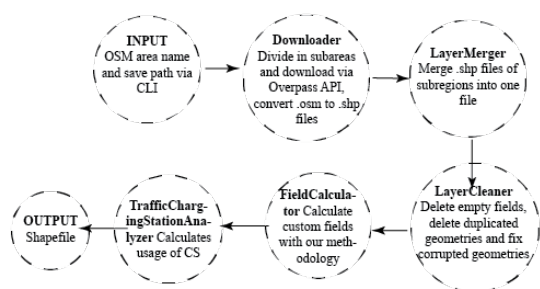 INPUT
OSM area name
and save path via
CLI
Downloader
Divide in subareas
and download via
Overpass API,
convert .osm to .shp
files
LayerMerger
Merge .shp files of
subregions into one
file
LayerCleaner
Delete empty fields,
delete duplicated
geometries and fix
corrupted geometries
FieldCalcula-
tor Calculate
custom fields
with our meth-
odology
TrafficCharg-
ingStationAna-
lyzer Calculates
usage of CS
OUTPUT
Shapefile